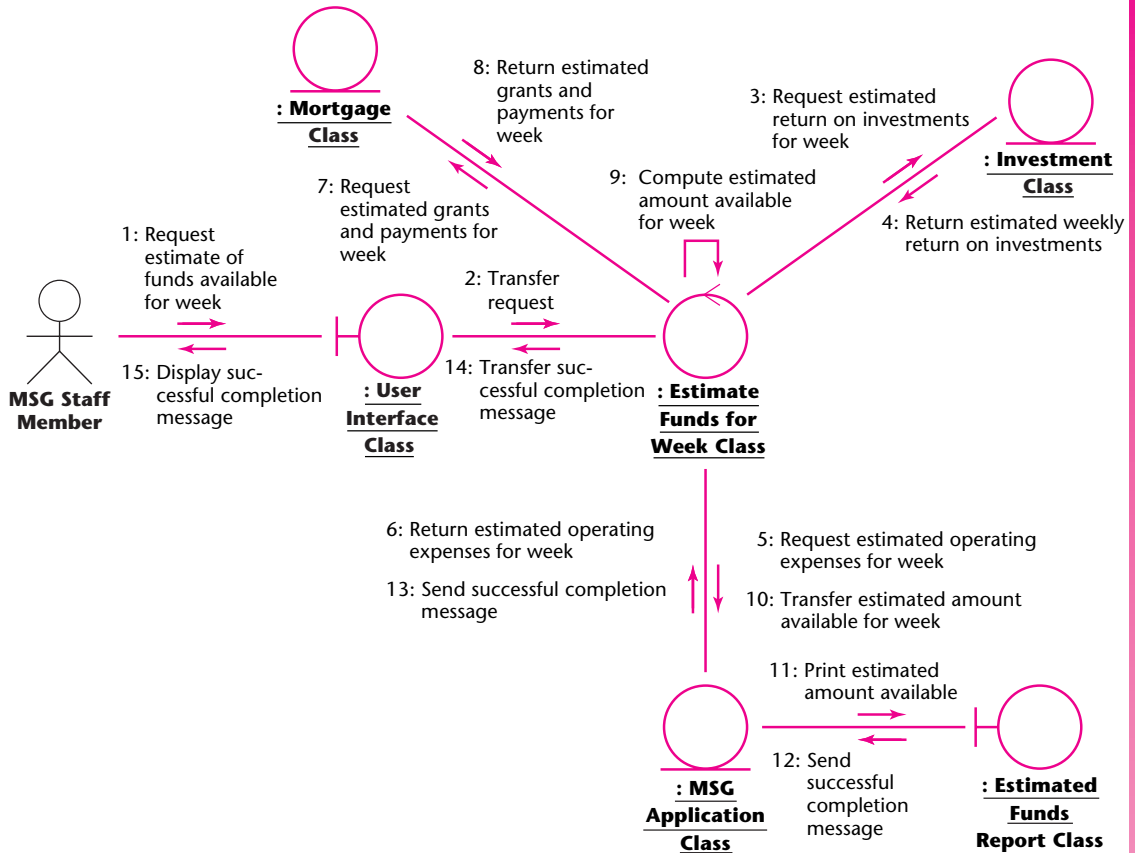 8: Return estimated
grants and
payments for
week
: Mortgage
Class
3: Request estimated
return on investments
for week
: Investment
Class
7: Request
estimated grants
and payments for
week
9: Compute estimated
amount available
for week
4: Return estimated weekly
return on investments
1: Request
estimate of
funds available
for week
2: Transfer
request
15: Display suc-
cessful completion
message
14: Transfer suc-
cessful completion
message
MSG Staff
Member
: User
Interface
Class
: Estimate
Funds for
Week Class
6: Return estimated operating
expenses for week
13: Send successful completion
message
5: Request estimated operating
expenses for week
10: Transfer estimated amount
available for week
11: Print estimated
amount available
12: Send
successful
completion
message
: MSG
Application
Class
: Estimated
Funds
Report Class